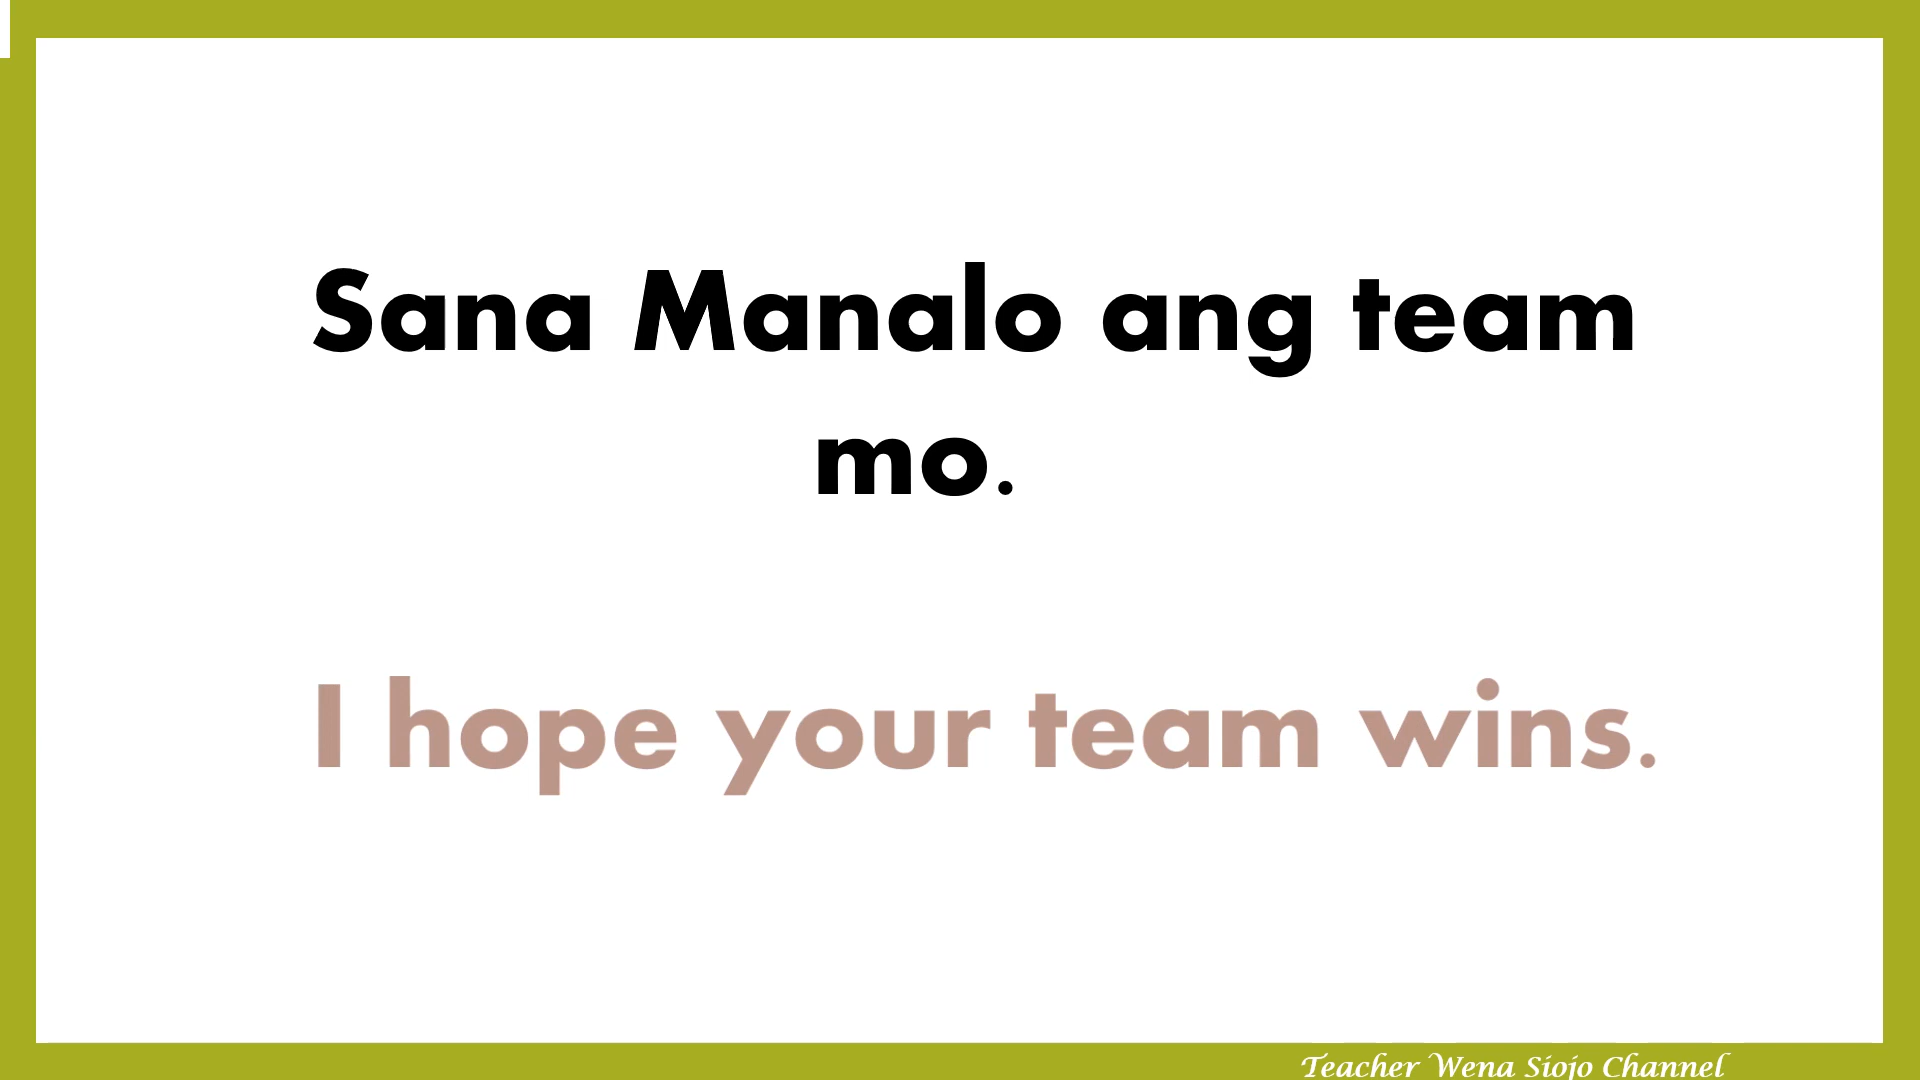 Sana Manalo ang team
mo.
I hope your team wins.
Teacher Wena Siojo Channel